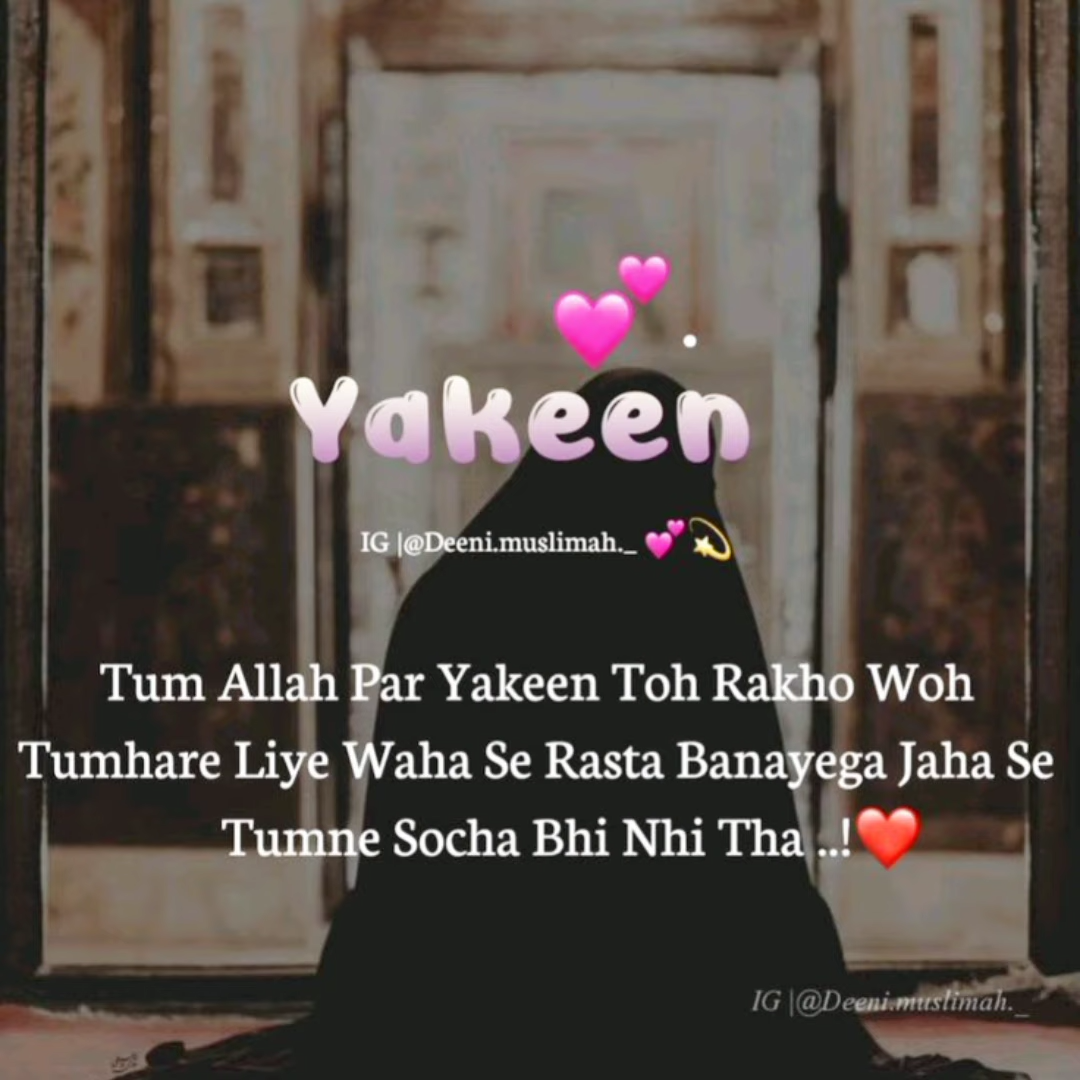 💕
Yakeen
IG |@Deeni.muslimah._ 💕💫
Tum Allah Par Yakeen Toh Rakho Woh
Tumhare Liye Waha Se Rasta Banayega Jaha Se
Tumne Socha Bhi Nhi Tha ..!❤️
IG |@Deeni.muslimah._